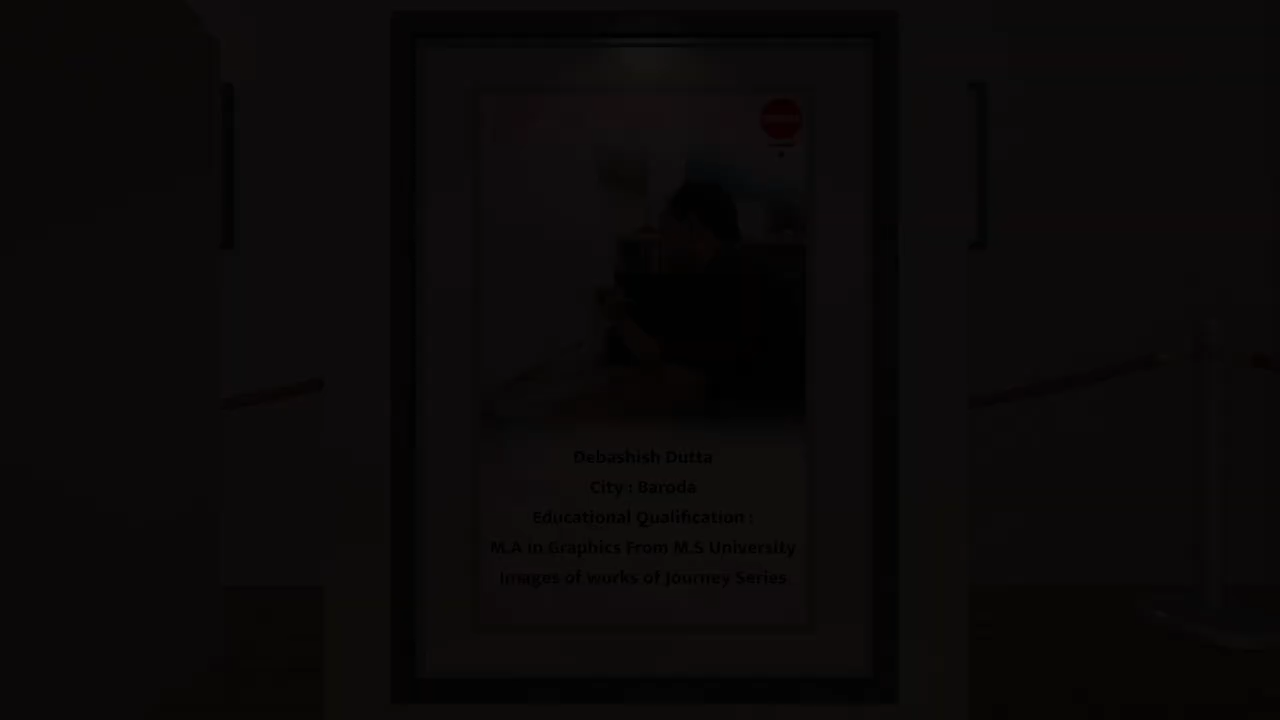 Debashish Dutta
City : Baroda
Educational Qualification :
M.A in Graphics From M.S University
Images of works of Journey Series